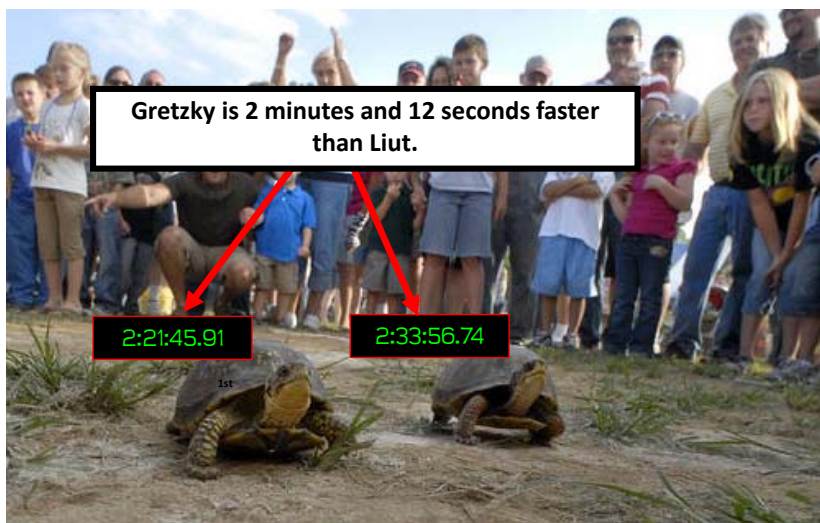 Gretzky is 2 minutes and 12 seconds faster
than Liut.
2:21:45.91
2:33:56.74
1st